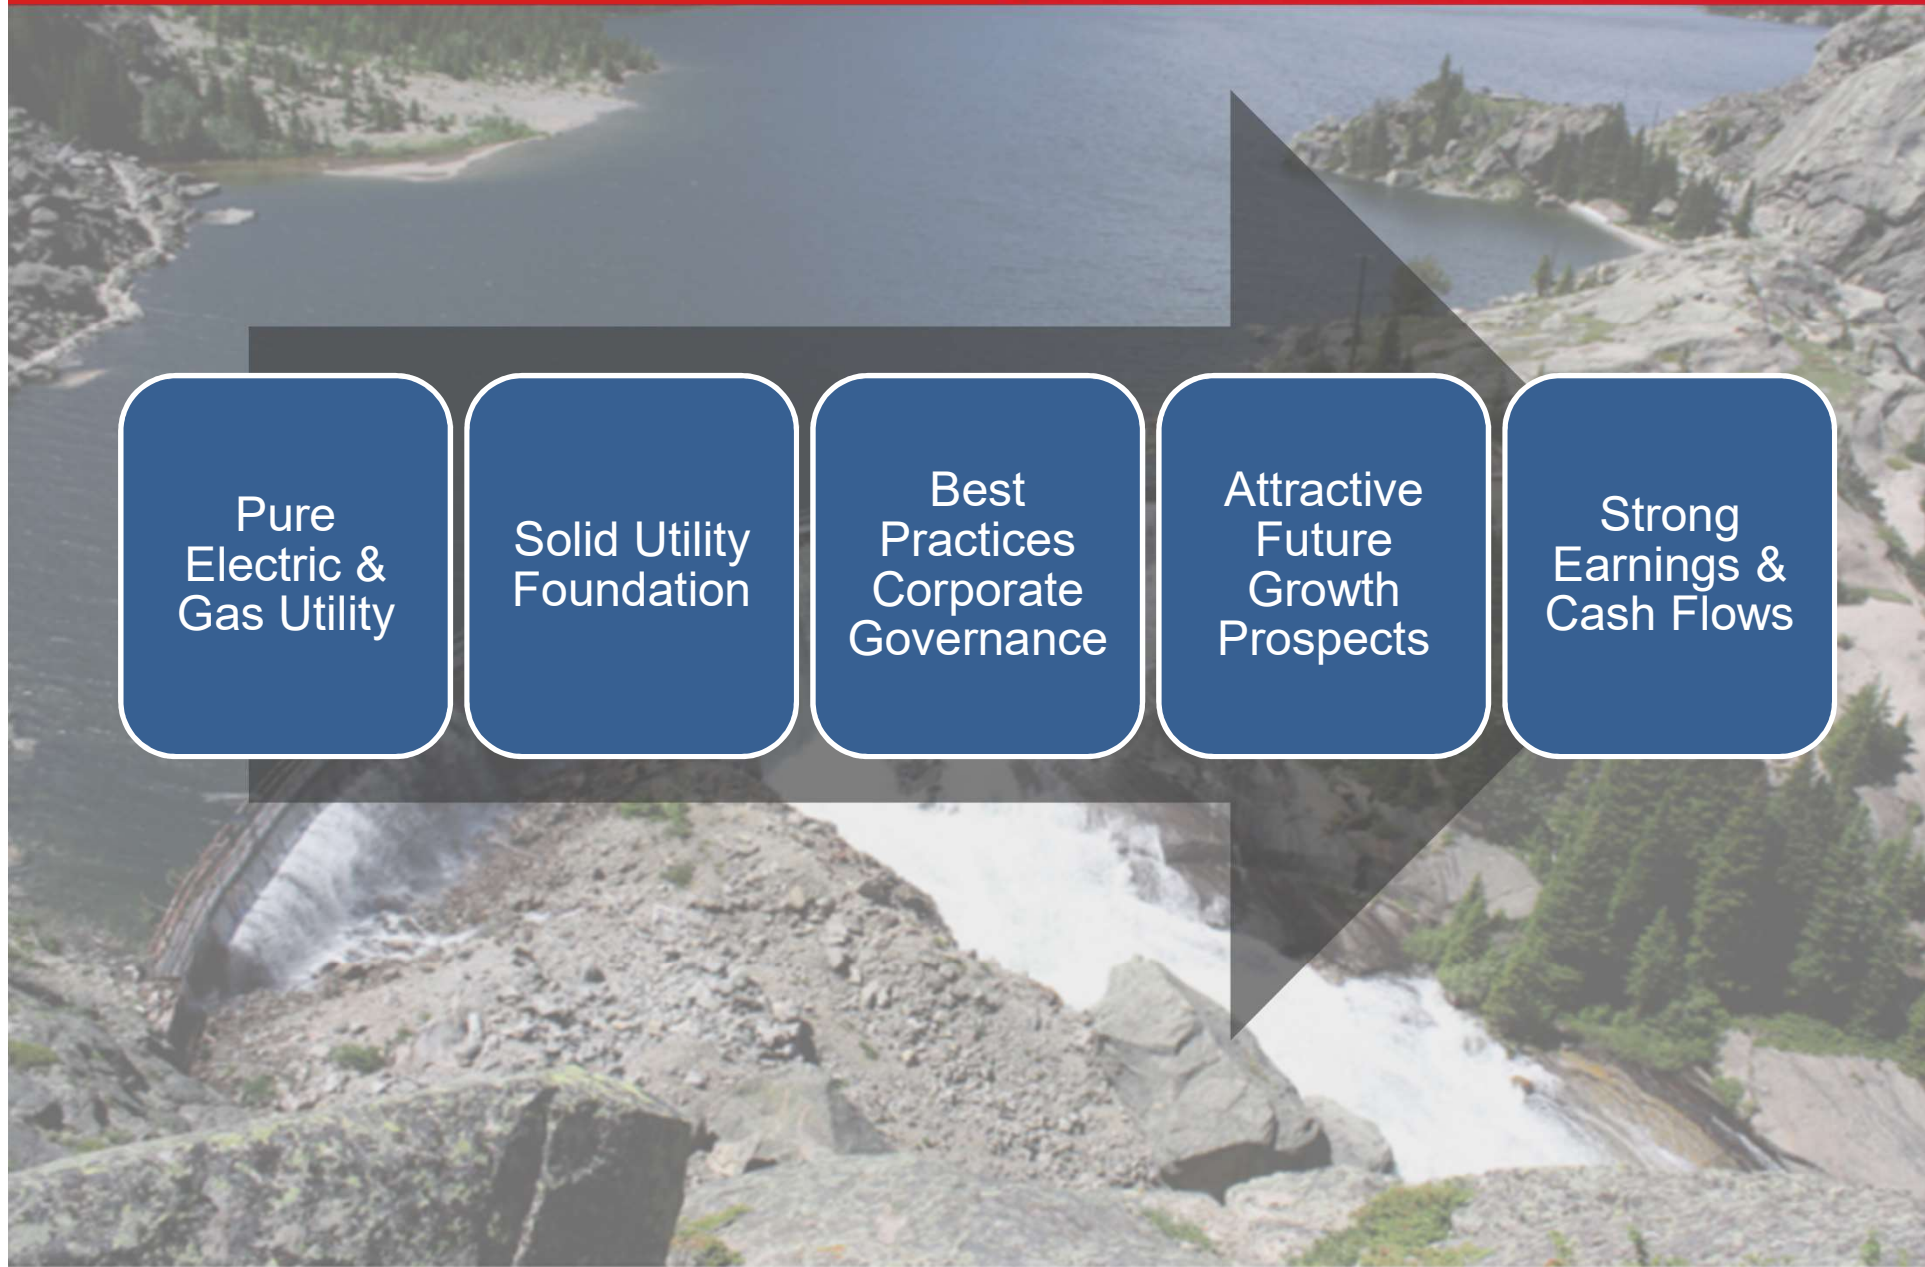 Pure
Electric &
Gas Utility
Solid Utility
Foundation
Best
Practices
Corporate
Governance
Attractive
Future
Growth
Prospects
Strong
Earnings &
Cash Flows